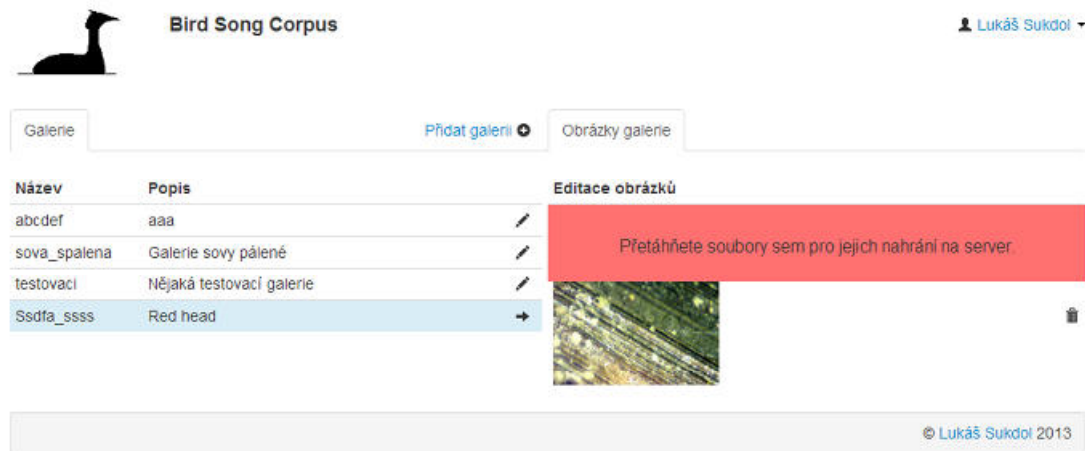 Bird Song Corpus
Lukáš Sukdol
Galerie
Přidat galerii
Obrázky galerie
Název Popis
Editace obrázků
abcdef aaa
sova_spalena Galerie sovy pálené
testovaci Nějaká testovací galerie
Ssdfa_ssss Red head
Přetáhňete soubory sem pro jejich nahrání na server.
© Lukáš Sukdol 2013